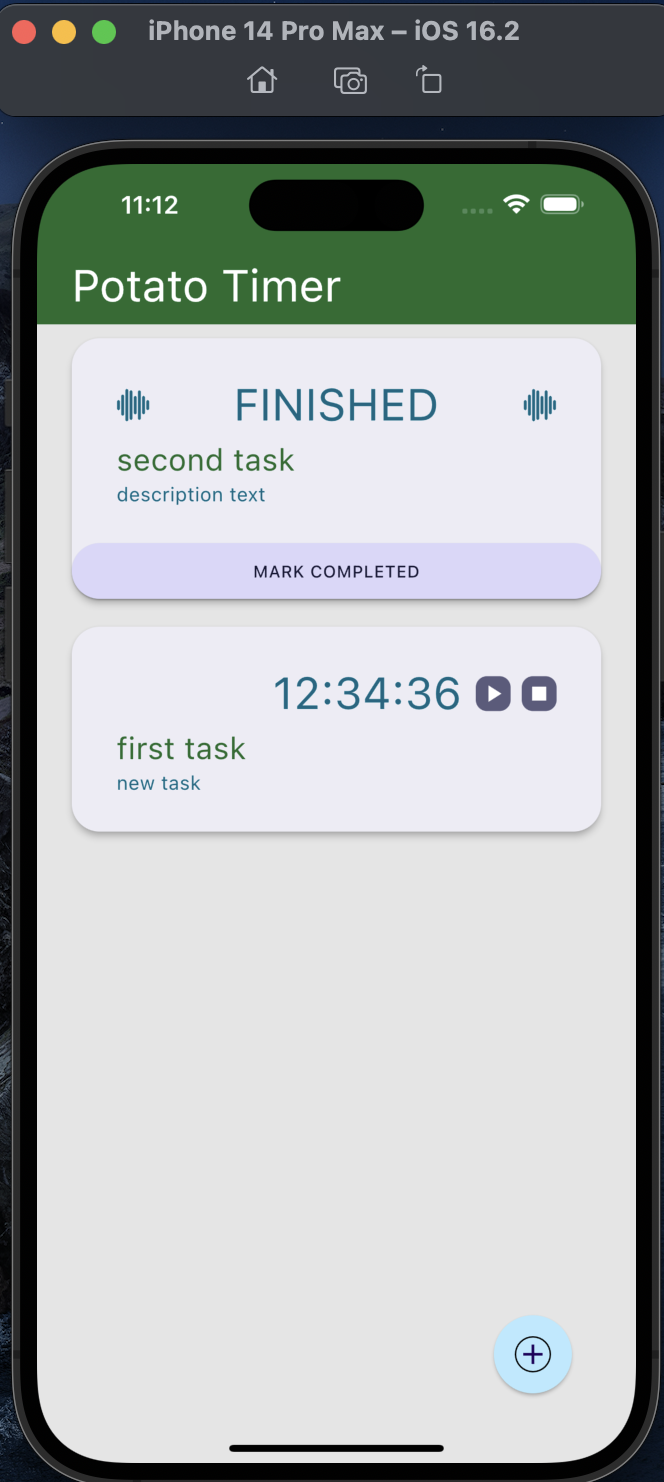 iPhone 14 Pro Max – iOS 16.2
11:12
Potato Timer
FINISHED
second task
description text
MARK COMPLETED
12:34:36
first task
new task